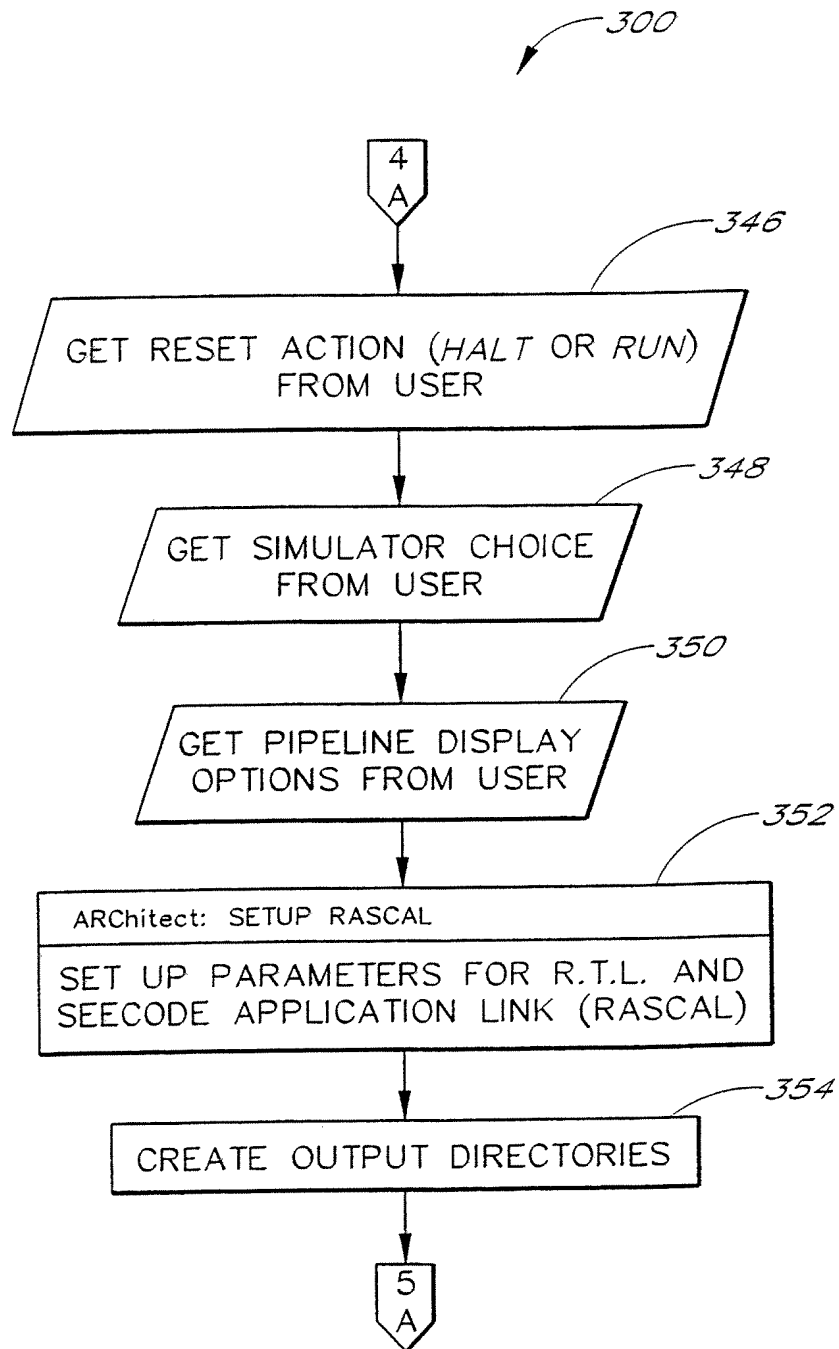 300
4
A
346
GET RESET ACTION (HALT OR RUN)
FROM USER
348
GET SIMULATOR CHOICE
FROM USER
350
GET PIPELINE DISPLAY
OPTIONS FROM USER
352
ARChitect: SETUP RASCAL
SET UP PARAMETERS FOR R.T.L. AND
SEECODE APPLICATION LINK (RASCAL)
354
CREATE OUTPUT DIRECTORIES
5
A